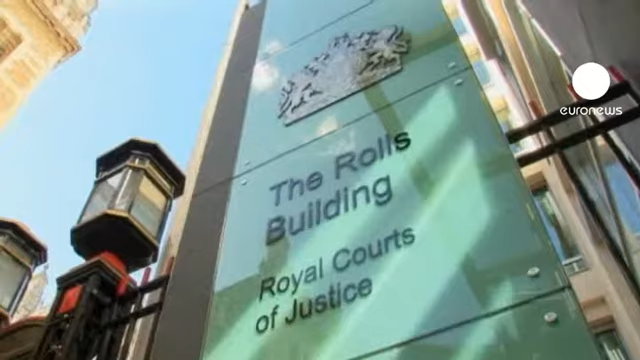 euronews
The Rolls
Building
Royal Courts
of Justice